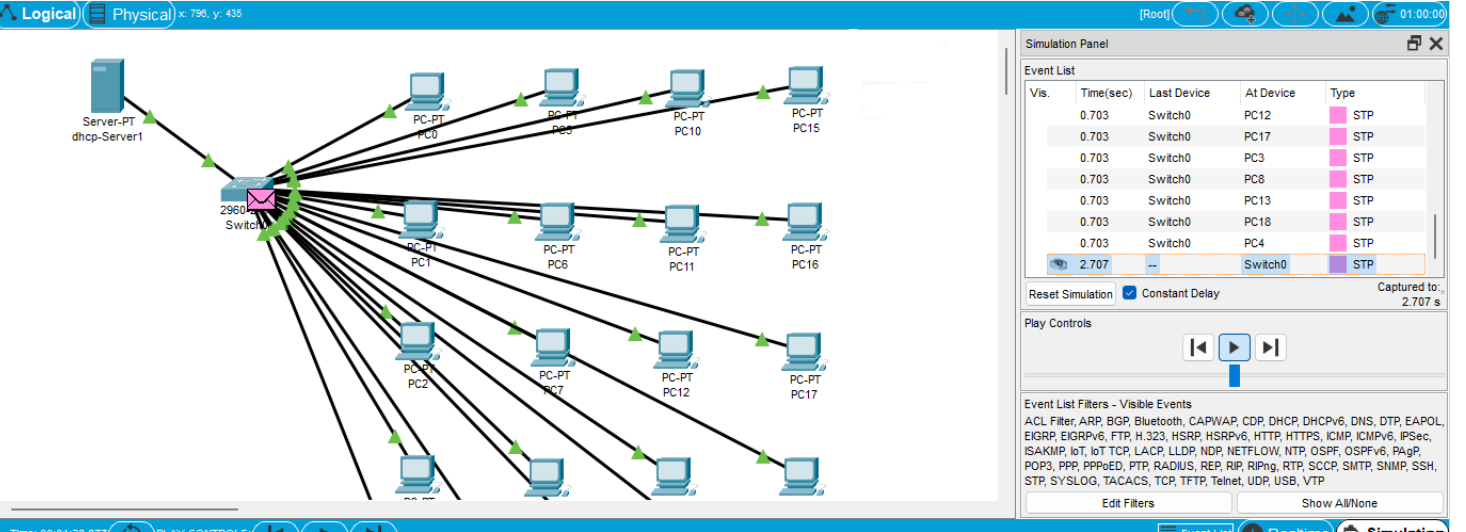 Logical Physical x: 796, y: 435 [Root] 01:00:00
Simulation Panel
Event List
Vis. Time(sec) Last Device At Device Type
0.703 Switch0 PC12 STP
0.703 Switch0 PC17 STP
0.703 Switch0 PC3 STP
0.703 Switch0 PC8 STP
0.703 Switch0 PC13 STP
0.703 Switch0 PC18 STP
0.703 Switch0 PC4 STP
2.707 -- Switch0 STP
Reset Simulation Constant Delay Captured to:
2.707 s
Play Controls
Event List Filters - Visible Events
ACL Filter, ARP, BGP, Bluetooth, CAPWAP, CDP, DHCP, DHCPv6, DNS, DTP, EAPOL,
EIGRP, EIGRPv6, FTP, H.323, HSRP, HSRPv6, HTTP, HTTPS, ICMP, ICMPv6, IPSec,
ISAKMP, IoT, IoT TCP, LACP, LLDP, NDP, NETFLOW, NTP, OSPF, OSPFv6, PAgP,
POP3, PPP, PPPoED, PTP, RADIUS, REP, RIP, RIPng, RTP, SCCP, SMTP, SNMP, SSH,
STP, SYSLOG, TACACS, TCP, TFTP, Telnet, UDP, USB, VTP
Edit Filters Show All/None
Server-PT
dhcp-Server1
Switch0
PC-PT
PC0
PC-PT
PC5
PC-PT
PC10
PC-PT
PC15
PC-PT
PC1
PC-PT
PC6
PC-PT
PC11
PC-PT
PC16
PC-PT
PC2
PC-PT
PC7
PC-PT
PC12
PC-PT
PC17
PC-PT
PLAY CONTROLS:
Event List Realtime Simulation